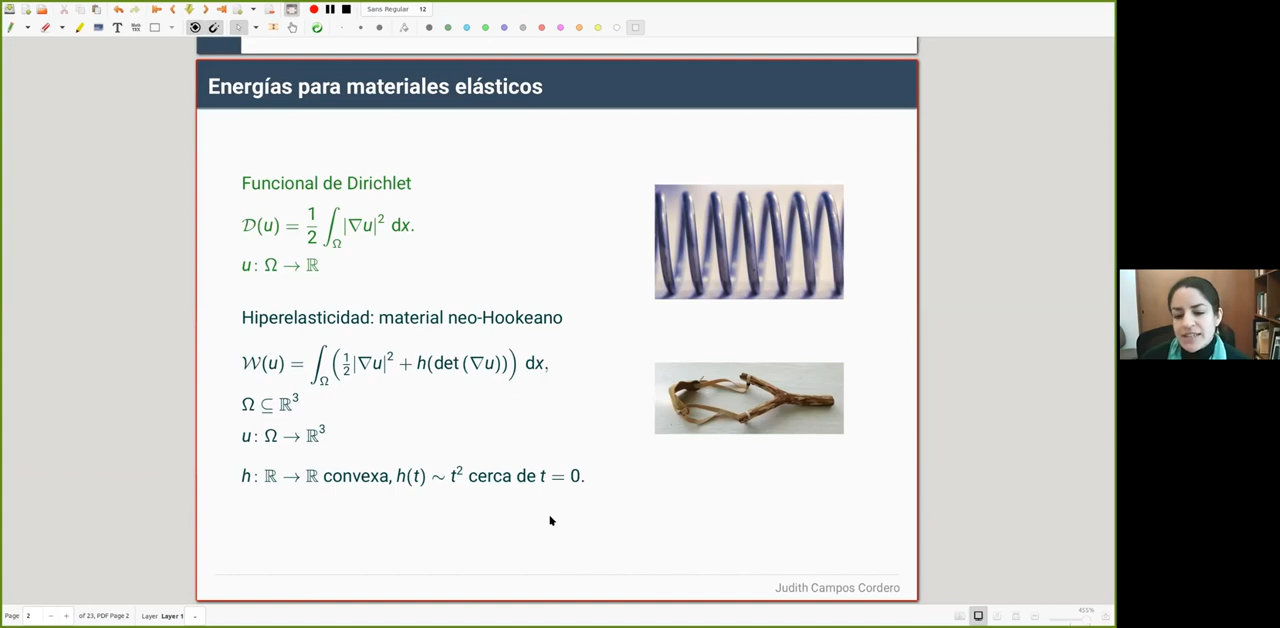 Sans Regular 12
Energías para materiales elásticos
Funcional de Dirichlet
𝒟(u) = 1/2 ∫_Ω |∇u|² dx.
u: Ω → ℝ
Hiperelasticidad: material neo-Hookeano
𝒲(u) = ∫_Ω (½|∇u|² + h(det (∇u))) dx,
Ω ⊆ ℝ³
u: Ω → ℝ³
h: ℝ → ℝ convexa, h(t) ∼ t² cerca de t = 0.
Judith Campos Cordero
Page 2 of 23, PDF Page 2 Layer Layer 1